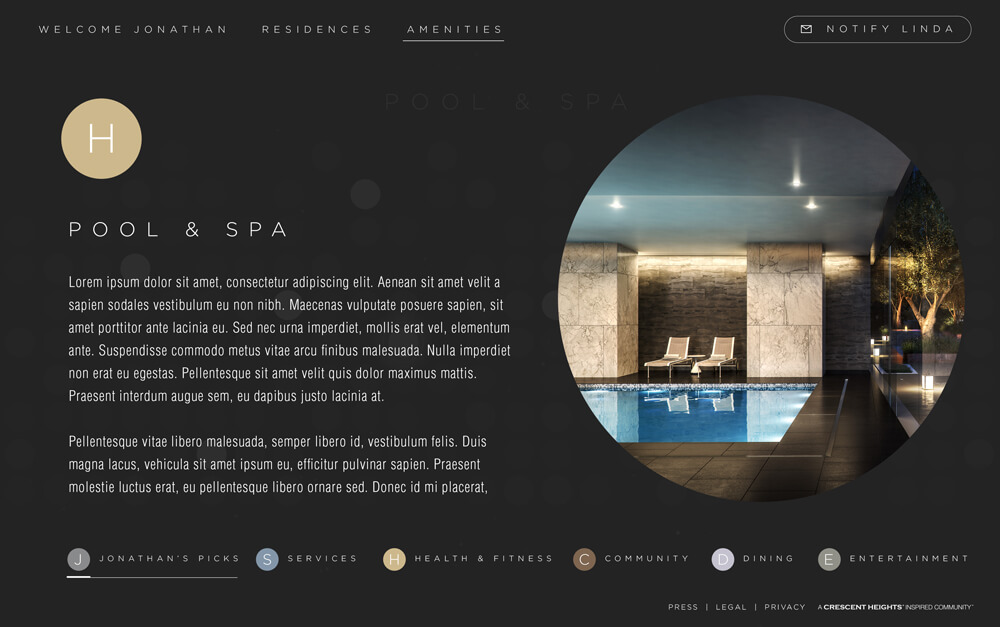 WELCOME JONATHAN RESIDENCES AMENITIES NOTIFY LINDA
POOL & SPA
H
POOL & SPA
Lorem ipsum dolor sit amet, consectetur adipiscing elit. Aenean sit amet velit a
sapien sodales vestibulum eu non nibh. Maecenas vulputate posuere sapien, sit
amet porttitor ante lacinia eu. Sed nec urna imperdiet, mollis erat vel, elementum
ante. Suspendisse commodo metus vitae arcu finibus malesuada. Nulla imperdiet
non erat eu egestas. Pellentesque sit amet velit quis dolor maximus mattis.
Praesent interdum augue sem, eu dapibus justo lacinia at.
Pellentesque vitae libero malesuada, semper libero id, vestibulum felis. Duis
magna lacus, vehicula sit amet ipsum eu, efficitur pulvinar sapien. Praesent
molestie luctus erat, eu pellentesque libero ornare sed. Donec id mi placerat,
J JONATHAN'S PICKS S SERVICES H HEALTH & FITNESS C COMMUNITY D DINING E ENTERTAINMENT
PRESS | LEGAL | PRIVACY A CRESCENT HEIGHTS® INSPIRED COMMUNITY™